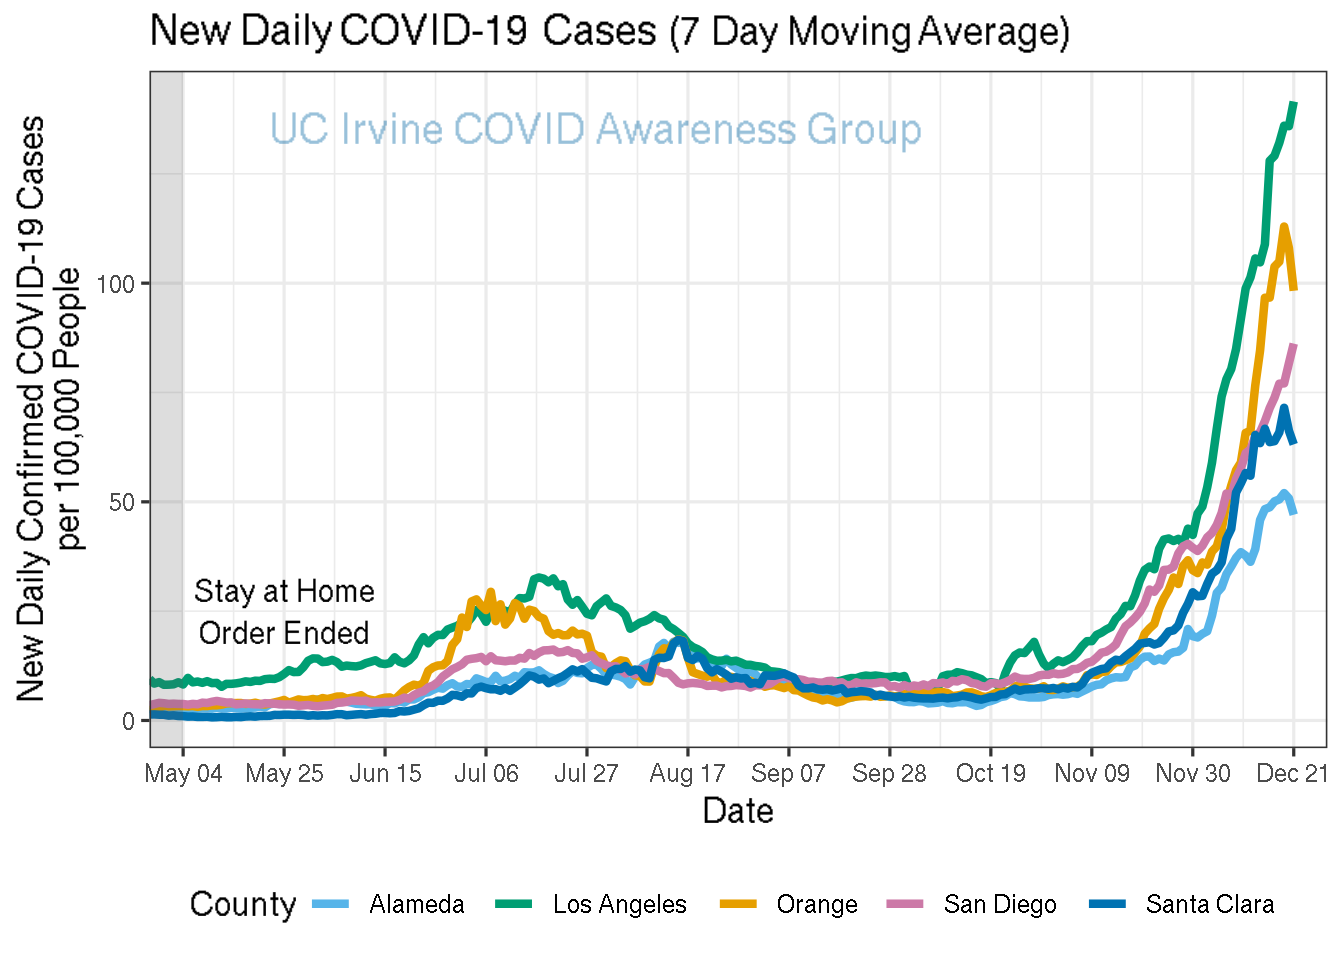 New Daily COVID-19 Cases (7 Day Moving Average)
UC Irvine COVID Awareness Group
New Daily Confirmed COVID-19 Cases
per 100,000 People
100
50
0
Stay at Home
Order Ended
May 04 May 25 Jun 15 Jul 06 Jul 27 Aug 17 Sep 07 Sep 28 Oct 19 Nov 09 Nov 30 Dec 21
Date
County Alameda Los Angeles Orange San Diego Santa Clara